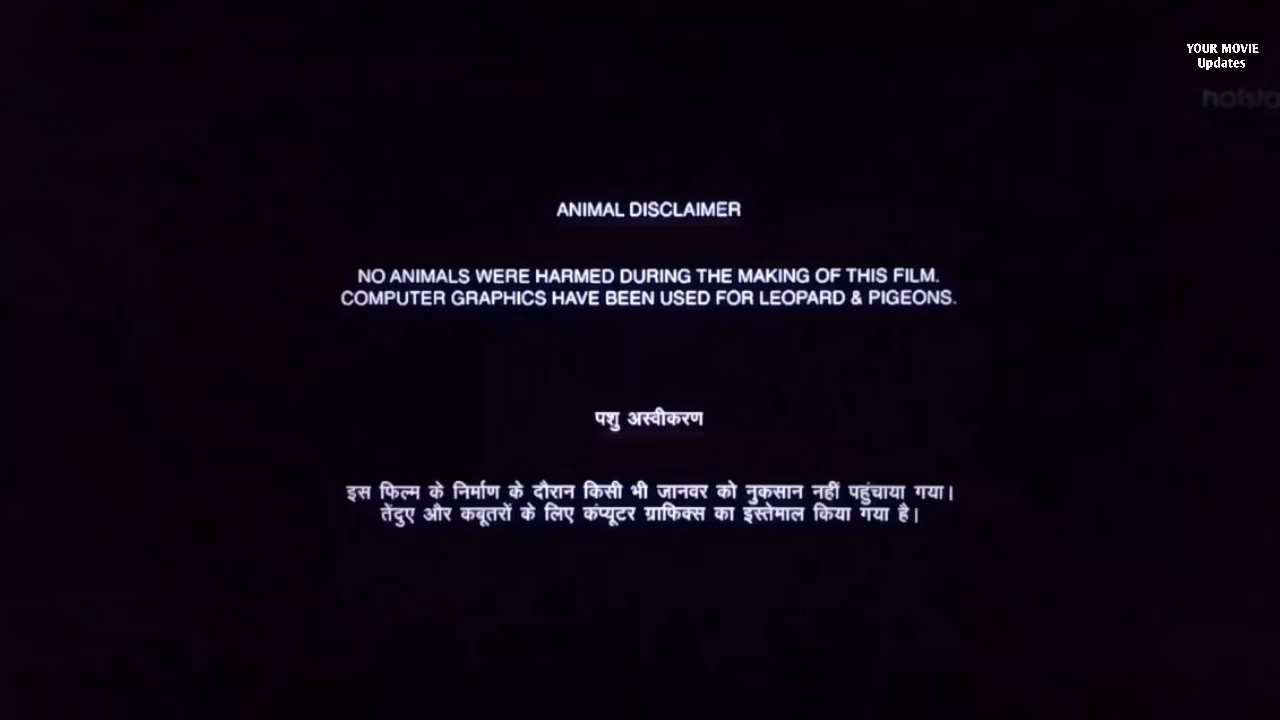 YOUR MOVIE
Updates
ANIMAL DISCLAIMER
NO ANIMALS WERE HARMED DURING THE MAKING OF THIS FILM.
COMPUTER GRAPHICS HAVE BEEN USED FOR LEOPARD & PIGEONS.
पशु अस्वीकरण
इस फिल्म के निर्माण के दौरान किसी भी जानवर को नुकसान नहीं पहुंचाया गया।
तेंदुए और कबूतरों के लिए कंप्यूटर ग्राफिक्स का इस्तेमाल किया गया है।